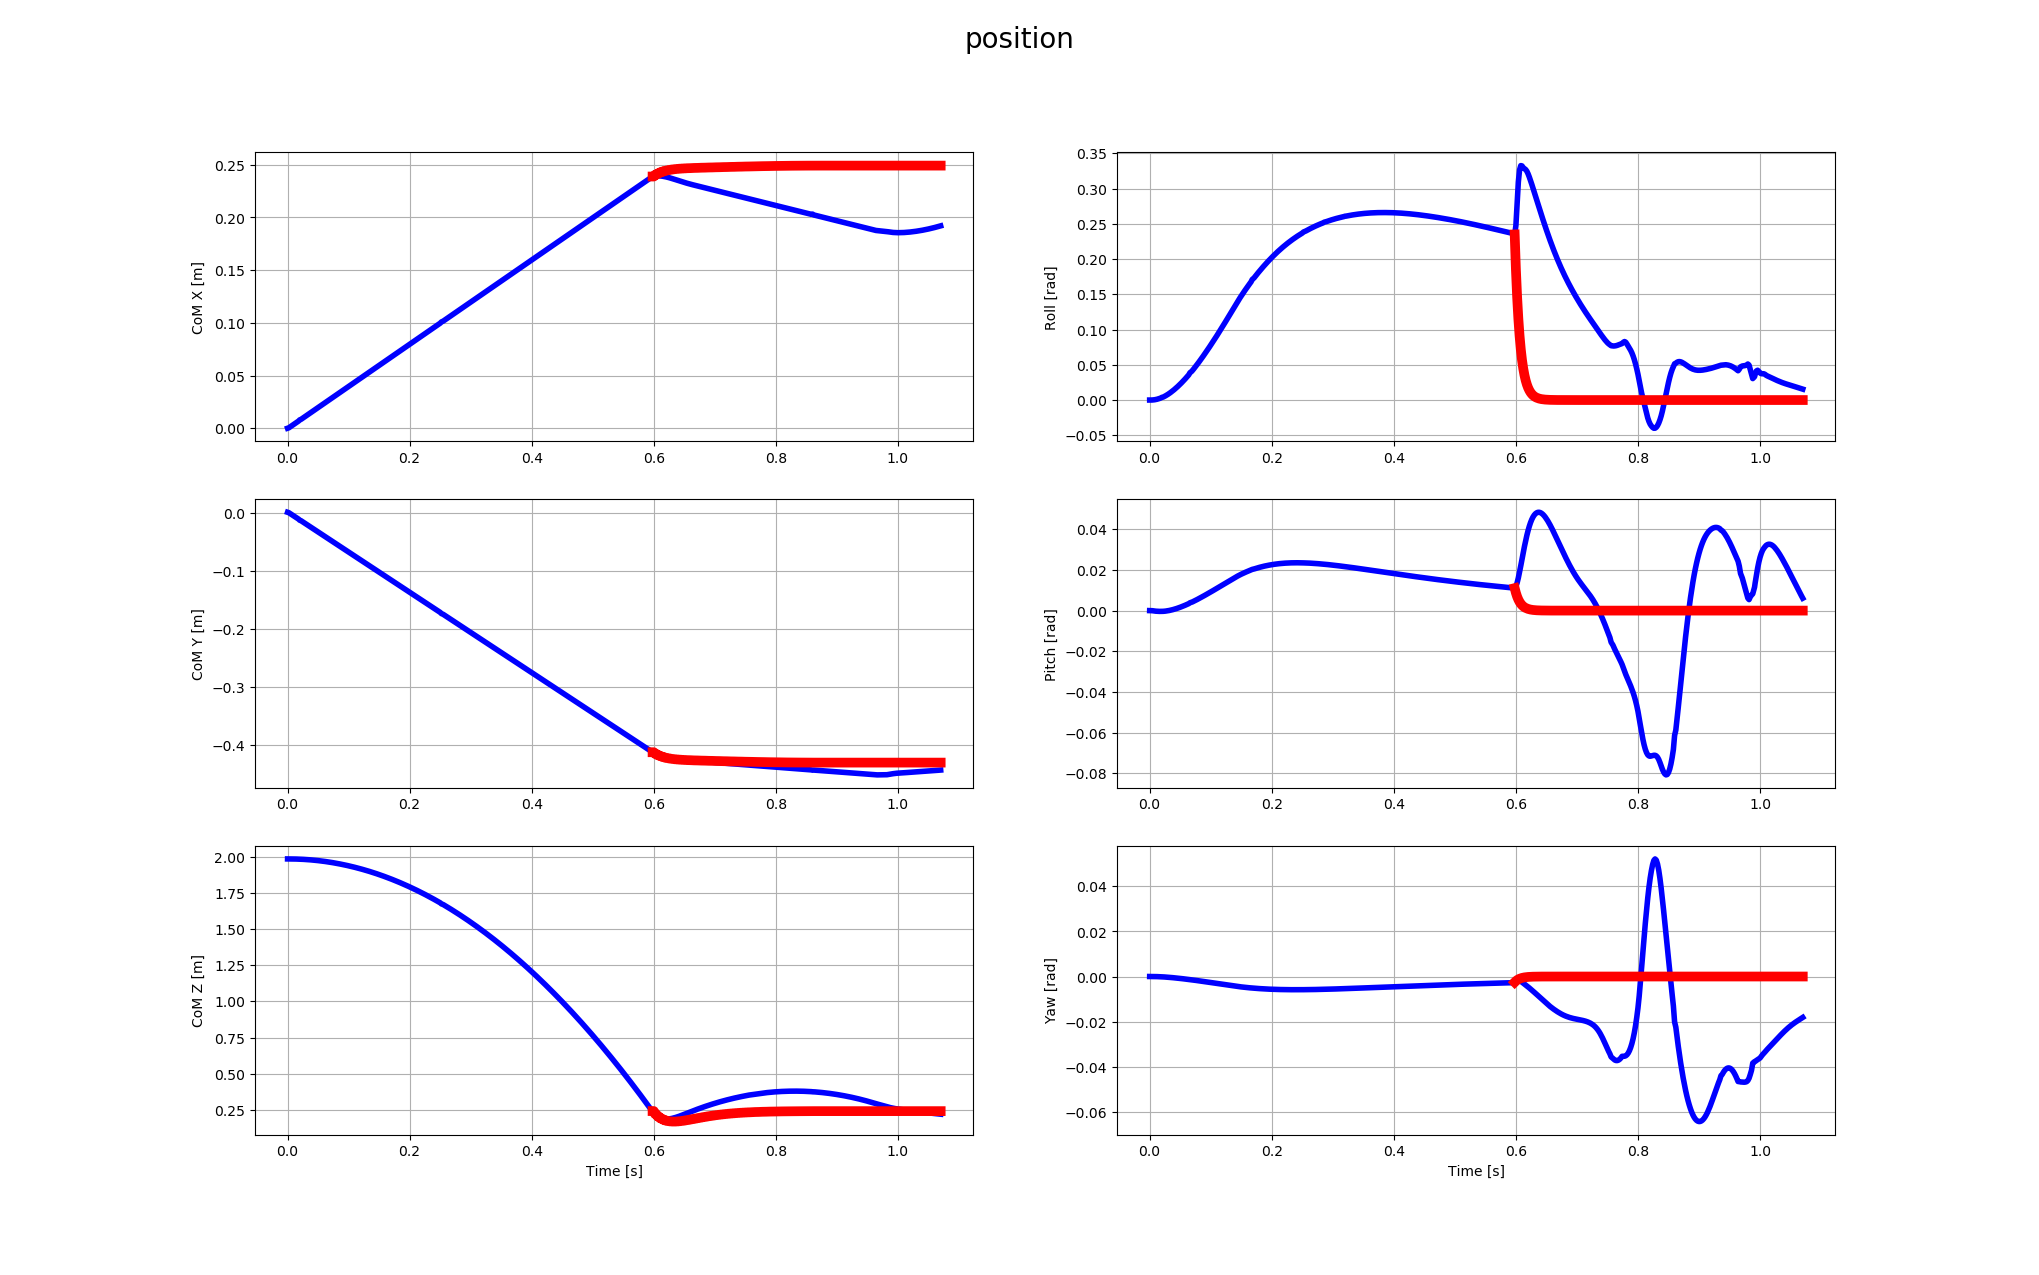 position
CoM X [m]
0.25
0.20
0.15
0.10
0.05
0.00
0.0 0.2 0.4 0.6 0.8 1.0
Roll [rad]
0.35
0.30
0.25
0.20
0.15
0.10
0.05
0.00
−0.05
0.0 0.2 0.4 0.6 0.8 1.0
CoM Y [m]
0.0
−0.1
−0.2
−0.3
−0.4
0.0 0.2 0.4 0.6 0.8 1.0
Pitch [rad]
0.04
0.02
0.00
−0.02
−0.04
−0.06
−0.08
0.0 0.2 0.4 0.6 0.8 1.0
CoM Z [m]
2.00
1.75
1.50
1.25
1.00
0.75
0.50
0.25
0.0 0.2 0.4 0.6 0.8 1.0
Time [s]
Yaw [rad]
0.04
0.02
0.00
−0.02
−0.04
−0.06
0.0 0.2 0.4 0.6 0.8 1.0
Time [s]